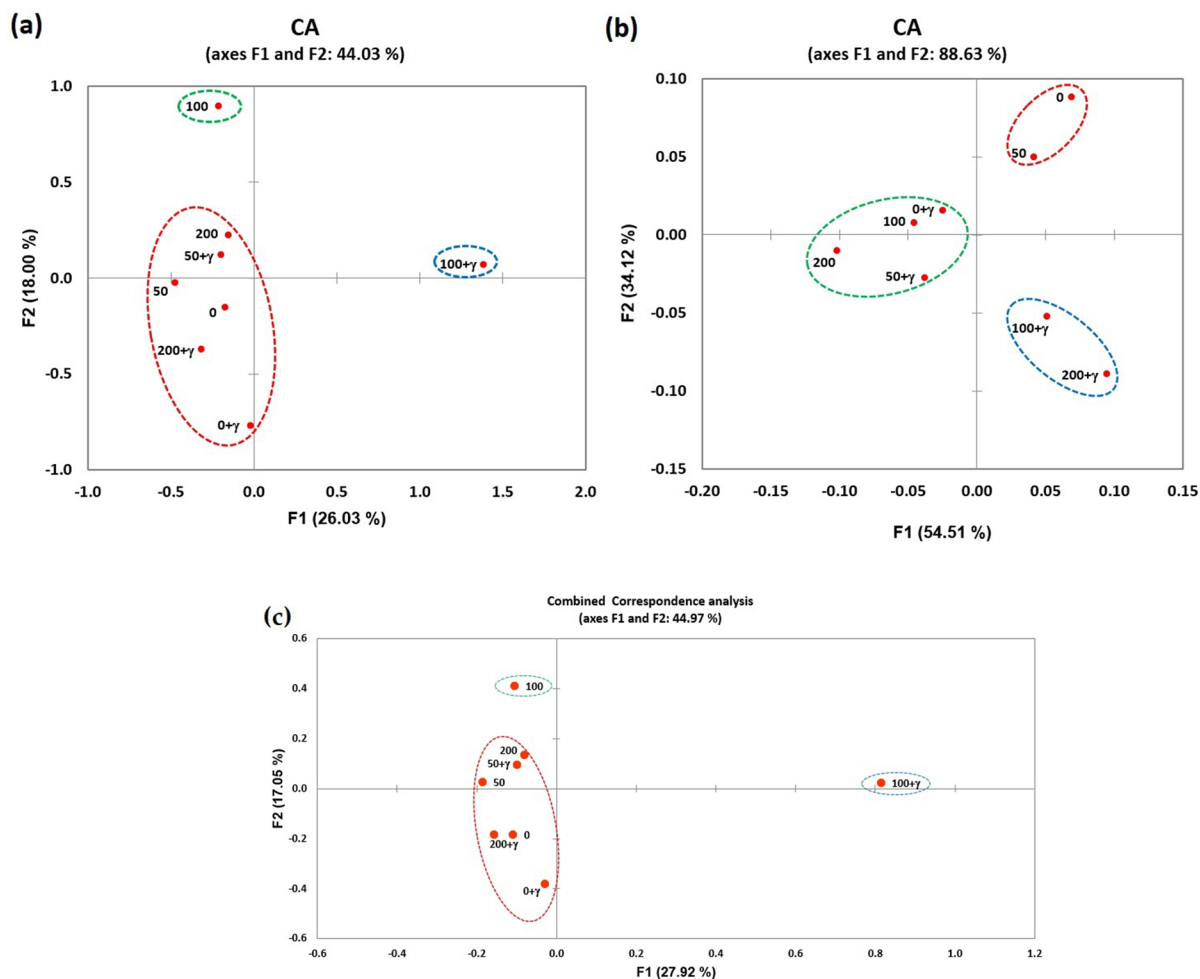 (a)
CA
(axes F1 and F2: 44.03 %)
1.0
0.5
0.0
-0.5
-1.0
F2 (18.00 %)
100
200
50+γ
50
0
200+γ
0+γ
100+γ
-1.0 -0.5 0.0 0.5 1.0 1.5 2.0
F1 (26.03 %)
(b)
CA
(axes F1 and F2: 88.63 %)
0.10
0.05
0.00
-0.05
-0.10
-0.15
F2 (34.12 %)
0
50
0+γ
100
200
50+γ
100+γ
200+γ
-0.20 -0.15 -0.10 -0.05 0.00 0.05 0.10 0.15
F1 (54.51 %)
(c)
Combined Correspondence analysis
(axes F1 and F2: 44.97 %)
0.6
0.4
0.2
0.0
-0.2
-0.4
-0.6
F2 (17.05 %)
100
200
50+γ
50
0
200+γ
0+γ
100+γ
-0.6 -0.4 -0.2 0.0 0.2 0.4 0.6 0.8 1.0 1.2
F1 (27.92 %)